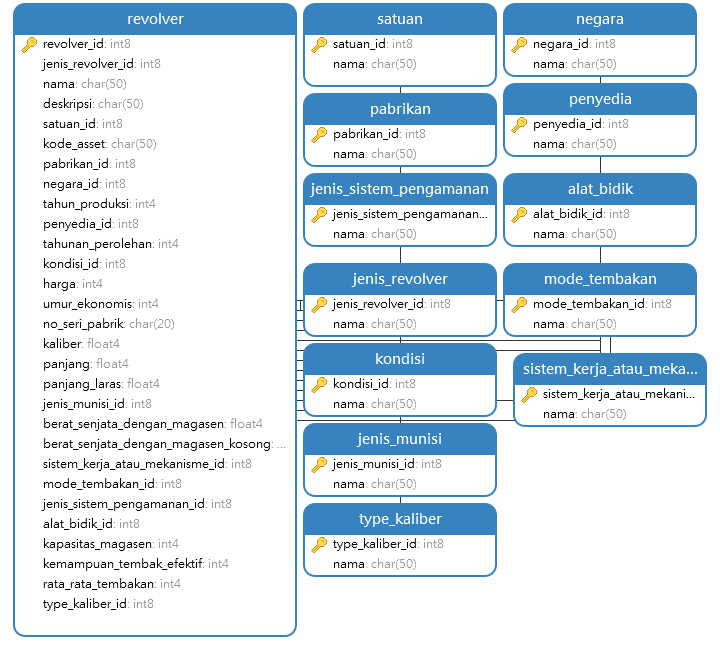 revolver
revolver_id: int8
jenis_revolver_id: int8
nama: char(50)
deskripsi: char(50)
satuan_id: int8
kode_asset: char(50)
pabrikan_id: int8
negara_id: int8
tahun_produksi: int4
penyedia_id: int8
tahunan_perolehan: int4
kondisi_id: int8
harga: int4
umur_ekonomis: int4
no_seri_pabrik: char(20)
kaliber: float4
panjang: float4
panjang_laras: float4
jenis_munisi_id: int8
berat_senjata_dengan_magasen: float4
berat_senjata_dengan_magasen_kosong: ...
sistem_kerja_atau_mekanisme_id: int8
mode_tembakan_id: int8
jenis_sistem_pengamanan_id: int8
alat_bidik_id: int8
kapasitas_magasen: int4
kemampuan_tembak_efektif: int4
rata_rata_tembakan: int4
type_kaliber_id: int8
satuan
satuan_id: int8
nama: char(50)
pabrikan
pabrikan_id: int8
nama: char(50)
jenis_sistem_pengamanan
jenis_sistem_pengamanan...
nama: char(50)
jenis_revolver
jenis_revolver_id: int8
nama: char(50)
kondisi
kondisi_id: int8
nama: char(50)
jenis_munisi
jenis_munisi_id: int8
nama: char(50)
type_kaliber
type_kaliber_id: int8
nama: char(50)
negara
negara_id: int8
nama: char(50)
penyedia
penyedia_id: int8
nama: char(50)
alat_bidik
alat_bidik_id: int8
nama: char(50)
mode_tembakan
mode_tembakan_id: int8
nama: char(50)
sistem_kerja_atau_meka...
sistem_kerja_atau_mekani...
nama: char(50)